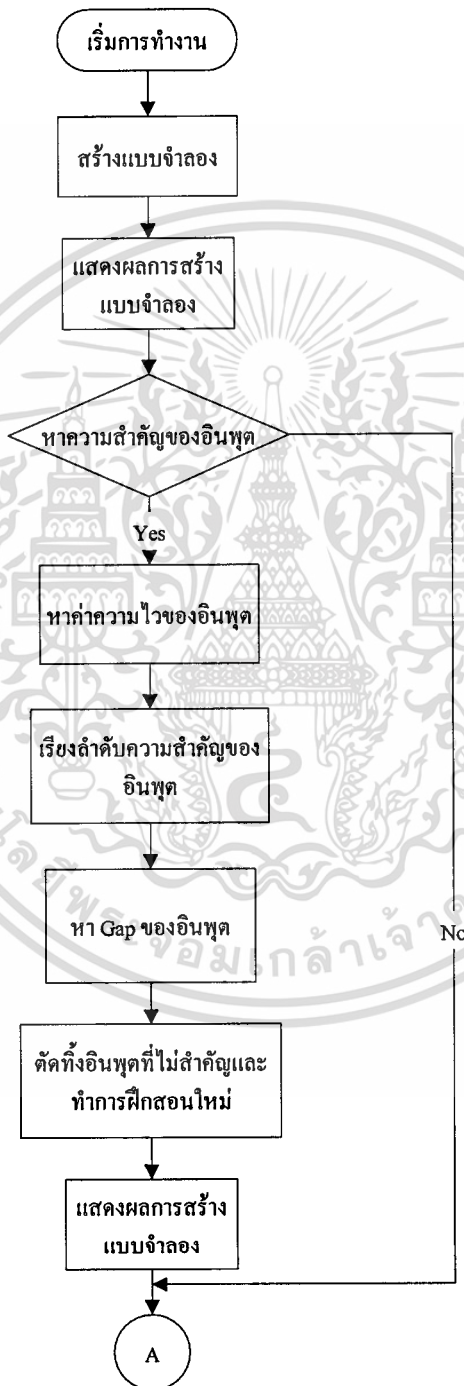 เริ่มการทำงาน
สร้างแบบจำลอง
แสดงผลการสร้าง
แบบจำลอง
หาความสำคัญของอินพุต
Yes
หาค่าความไวของอินพุต
เรียงลำดับความสำคัญของ
อินพุต
หา Gap ของอินพุต
No
ตัดทิ้งอินพุตที่ไม่สำคัญและ
ทำการฝึกสอนใหม่
แสดงผลการสร้าง
แบบจำลอง
A